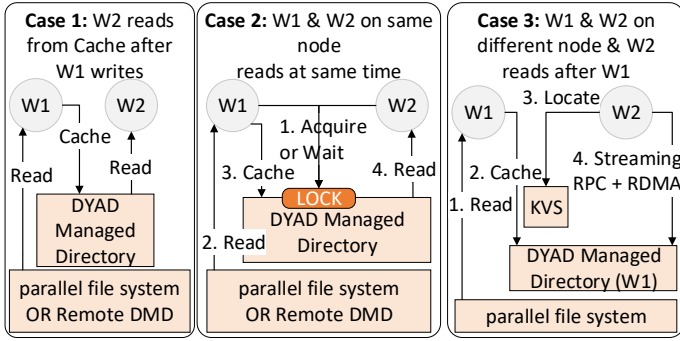 Case 1: W2 reads
from Cache after
W1 writes
W1
W2
Cache
Read
Read
DYAD
Managed
Directory
parallel file system
OR Remote DMD
Case 2: W1 & W2 on same
node
reads at same time
W1
W2
1. Acquire
or Wait
3. Cache
4. Read
LOCK
2. Read
DYAD Managed
Directory
parallel file system
OR Remote DMD
Case 3: W1 & W2 on
different node & W2
reads after W1
3. Locate
W1
W2
2. Cache
4. Streaming
RPC + RDMA
1. Read
KVS
DYAD Managed
Directory (W1)
parallel file system